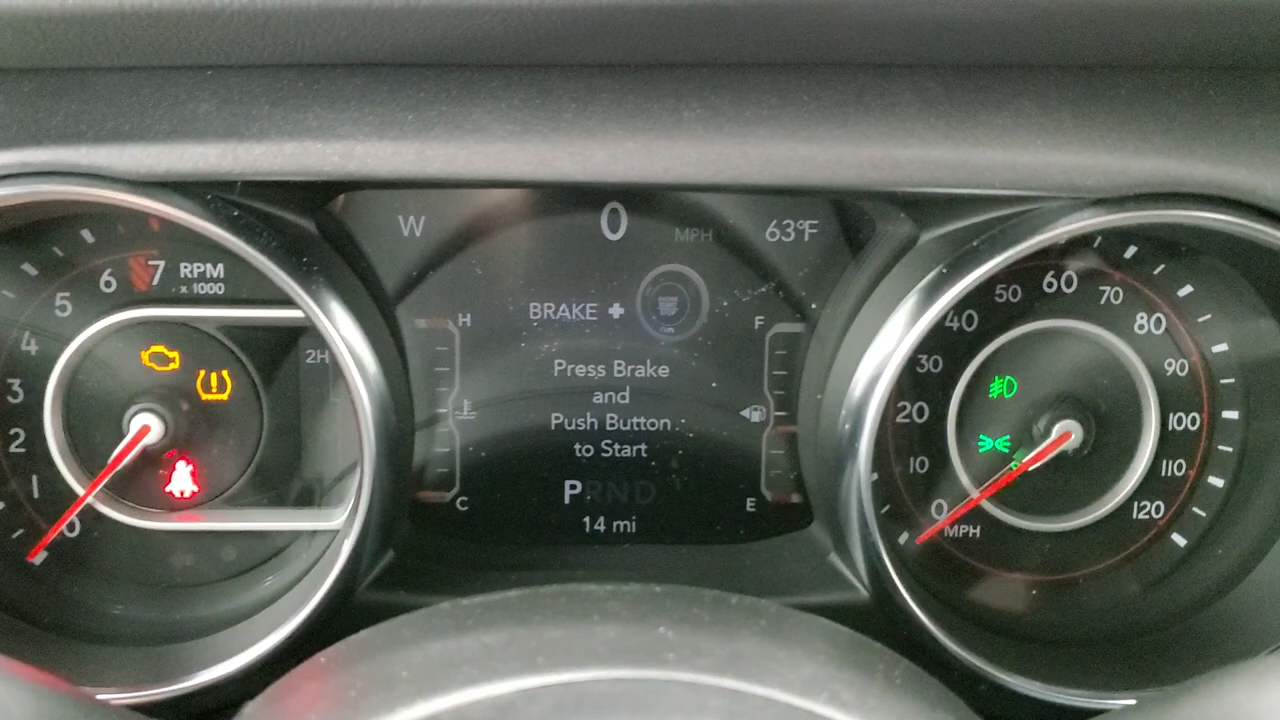 W
0
MPH
63°F
6
7
RPM
x 1000
5
4
3
2
1
0
2H
BRAKE +
H
F
Press Brake
and
Push Button
to Start
C
E
PRND
14 mi
0
10
20
30
40
50
60
70
80
90
100
110
120
MPH